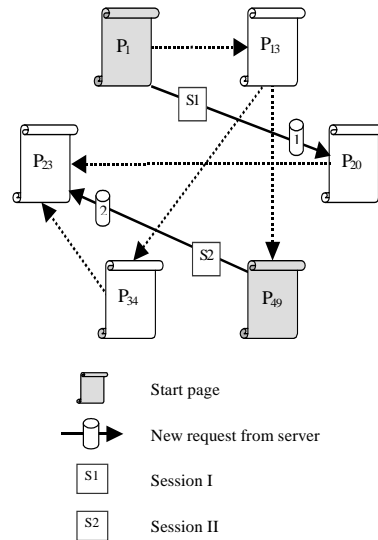 P1
P13
S1
1
P23
P20
2
S2
P34
P49
Start page
New request from server
S1
Session I
S2
Session II